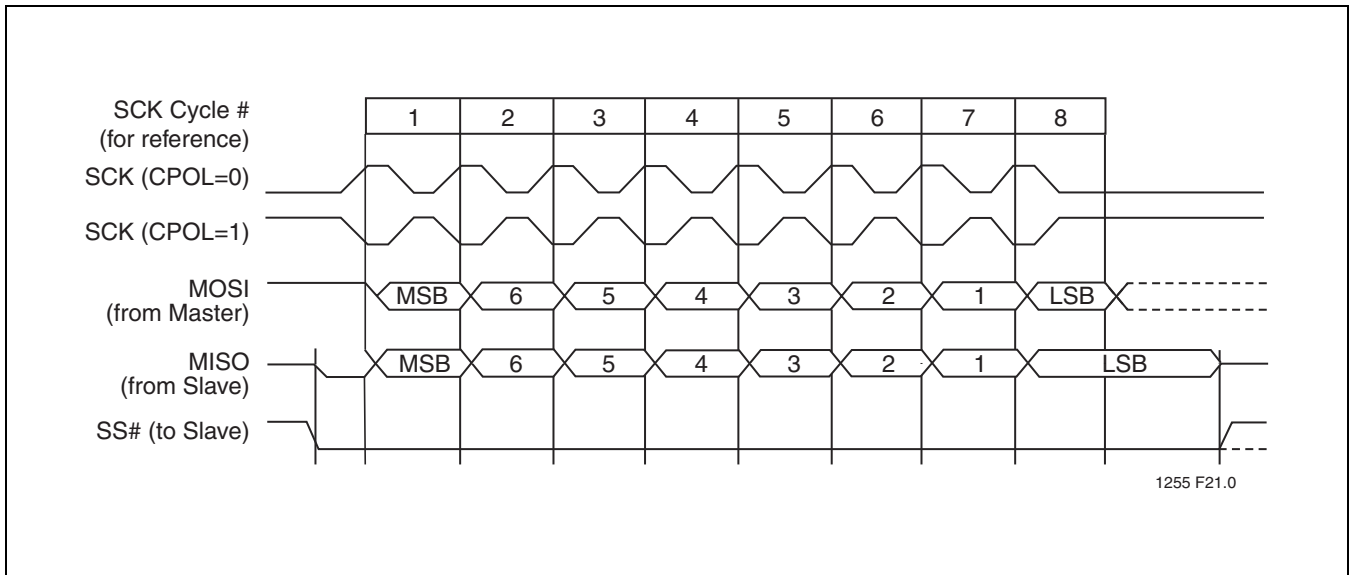 SCK Cycle #
(for reference)
1 2 3 4 5 6 7 8
SCK (CPOL=0)
SCK (CPOL=1)
MOSI
(from Master)
MSB 6 5 4 3 2 1 LSB
MISO
(from Slave)
MSB 6 5 4 3 2 1 LSB
SS# (to Slave)
1255 F21.0